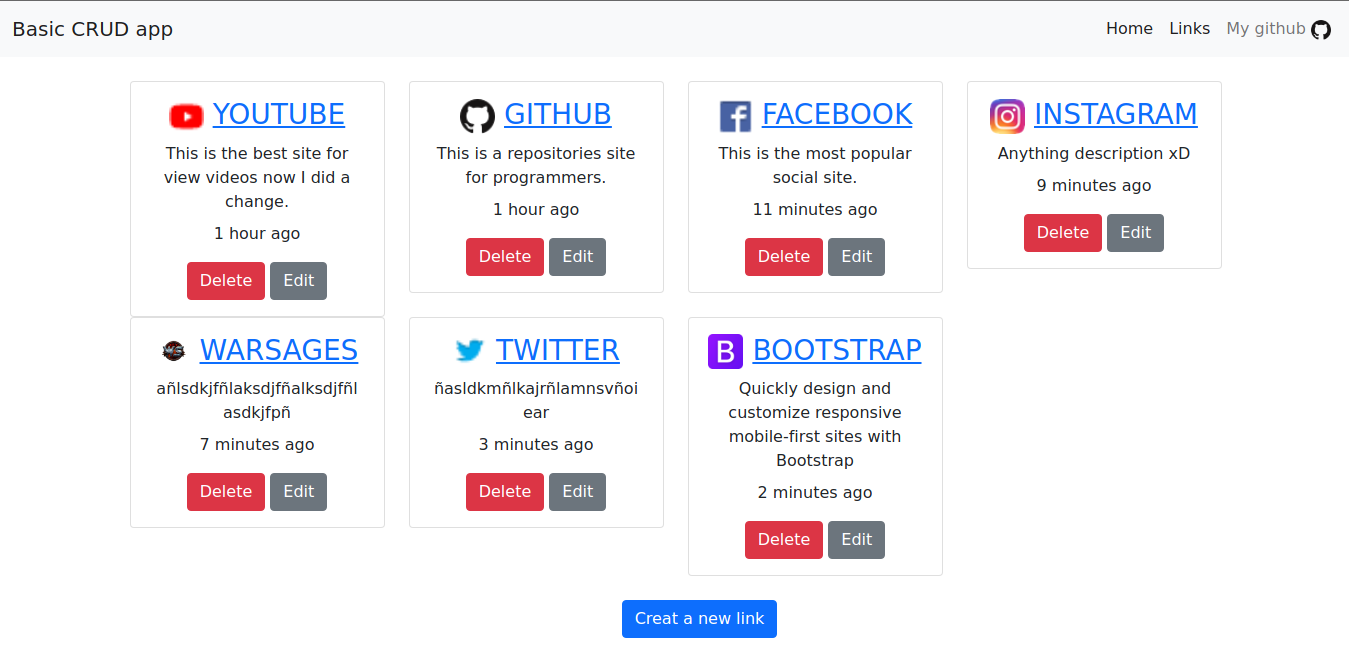 Basic CRUD app
Home Links My github
YOUTUBE
This is the best site for
view videos now I did a
change.
1 hour ago
Delete Edit
GITHUB
This is a repositories site
for programmers.
1 hour ago
Delete Edit
FACEBOOK
This is the most popular
social site.
11 minutes ago
Delete Edit
INSTAGRAM
Anything description xD
9 minutes ago
Delete Edit
WARSAGES
añlsdkjfñlaksdjfñalksdjfñl
asdkjfpñ
7 minutes ago
Delete Edit
TWITTER
ñasldkmñlkajrñlamnsvñoi
ear
3 minutes ago
Delete Edit
B BOOTSTRAP
Quickly design and
customize responsive
mobile-first sites with
Bootstrap
2 minutes ago
Delete Edit
Creat a new link